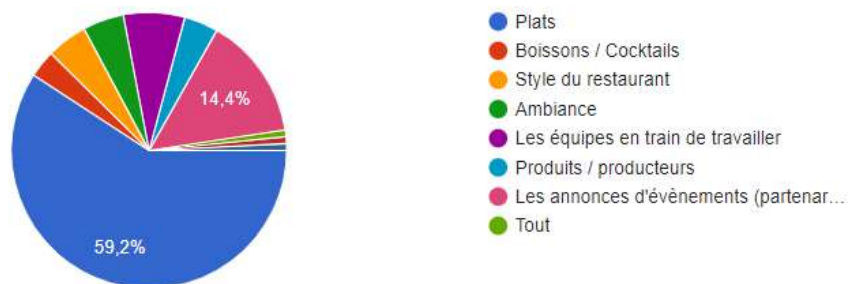 14,4%
59,2%
Plats
Boissons / Cocktails
Style du restaurant
Ambiance
Les équipes en train de travailler
Produits / producteurs
Les annonces d'évènements (partenar…
Tout